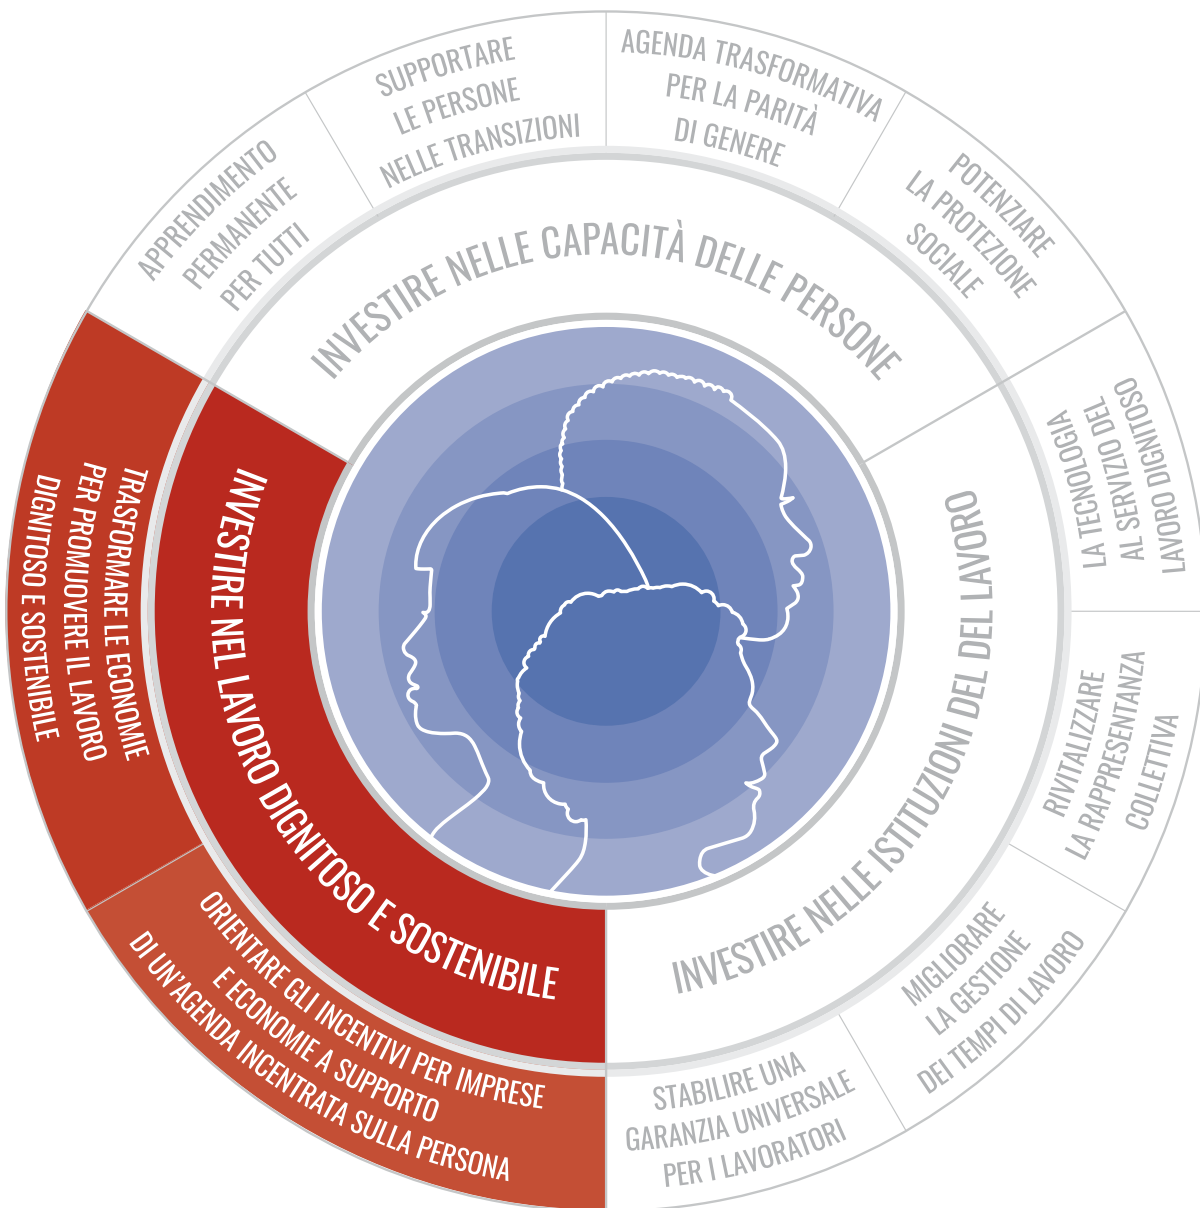 SUPPORTARE
LE PERSONE
NELLE TRANSIZIONI
AGENDA TRASFORMATIVA
PER LA PARITÀ
DI GENERE
APPRENDIMENTO
PERMANENTE
PER TUTTI
POTENZIARE
LA PROTEZIONE
SOCIALE
INVESTIRE NELLE CAPACITÀ DELLE PERSONE
LA TECNOLOGIA
AL SERVIZIO DEL
LAVORO DIGNITOSO
RIVITALIZZARE
LA RAPPRESENTANZA
COLLETTIVA
MIGLIORARE
LA GESTIONE
DEI TEMPI DI LAVORO
STABILIRE UNA
GARANZIA UNIVERSALE
PER I LAVORATORI
INVESTIRE NELLE ISTITUZIONI DEL DEL LAVORO
TRASFORMARE LE ECONOMIE
PER PROMUOVERE IL LAVORO
DIGNITOSO E SOSTENIBILE
INVESTIRE NEL LAVORO DIGNITOSO E SOSTENIBILE
ORIENTARE GLI INCENTIVI PER IMPRESE
E ECONOMIE A SUPPORTO
DI UN'AGENDA INCENTRATA SULLA PERSONA